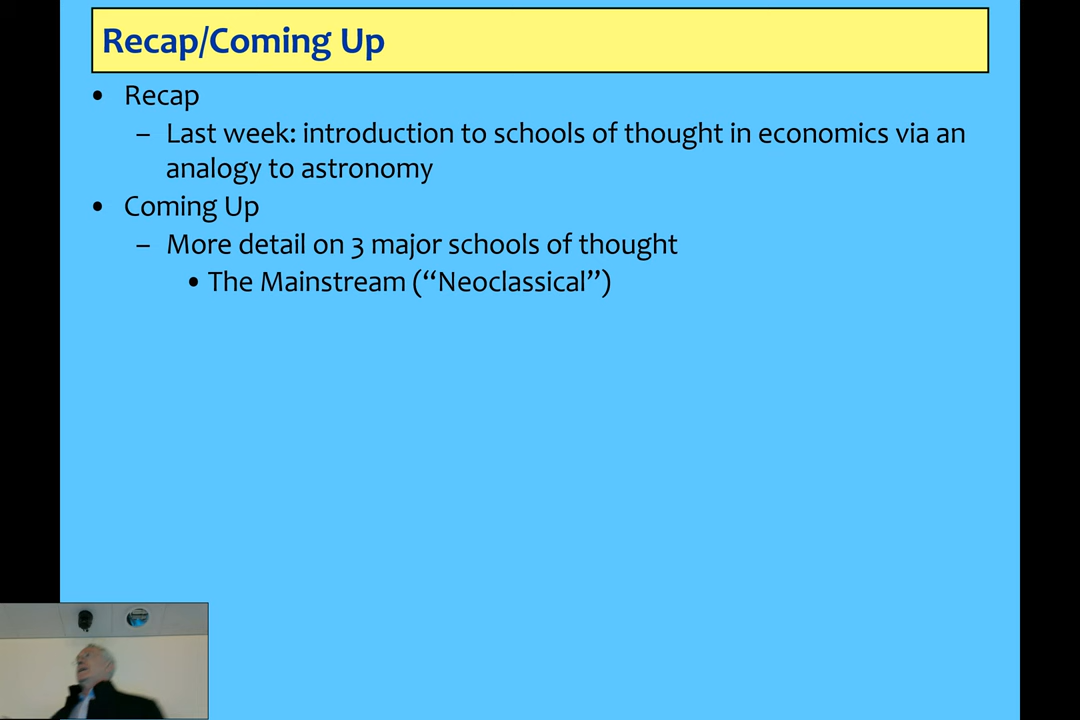 Recap/Coming Up
• Recap
– Last week: introduction to schools of thought in economics via an
analogy to astronomy
• Coming Up
– More detail on 3 major schools of thought
• The Mainstream (“Neoclassical”)